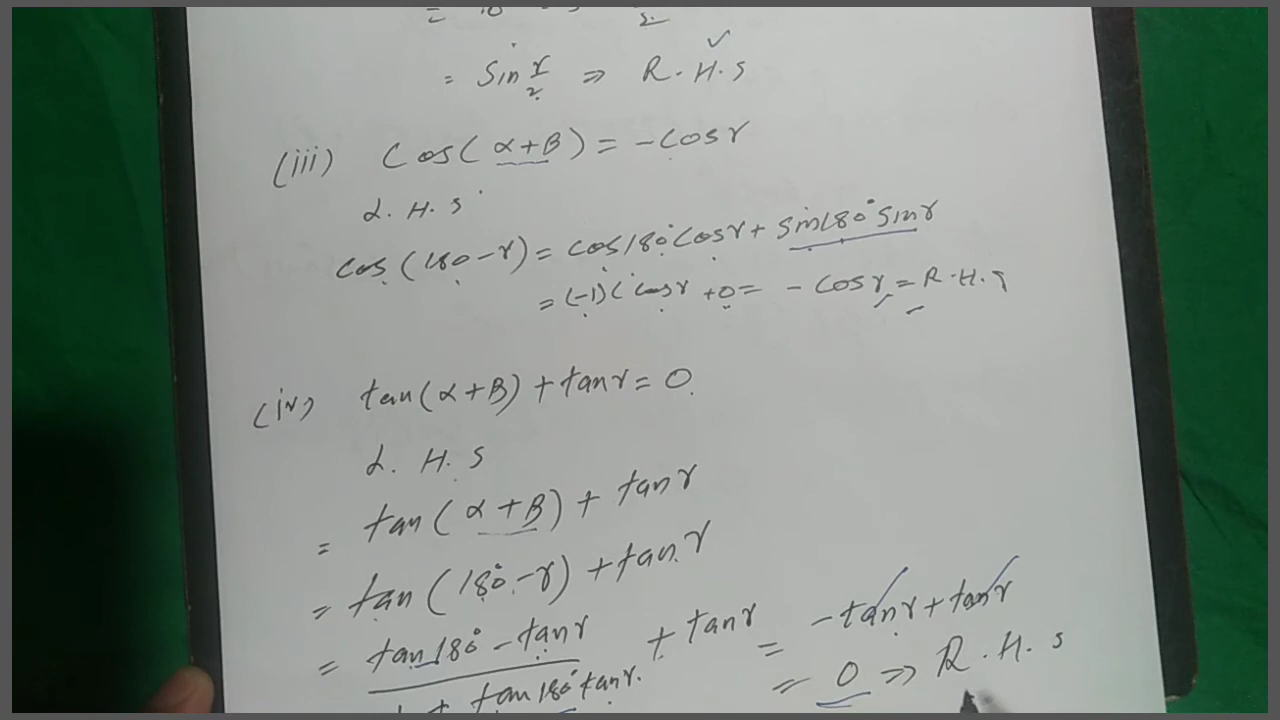 = Sin γ/2 ⇒ R.H.S
(iii) Cos(α+β) = -Cosγ
L.H.S
Cos(180-γ) = Cos180°Cosγ + Sin180°Sinγ
= (-1)(Cosγ +0 = -Cosγ = R.H.S
(iv) tan(α+β) + tanγ = 0.
L.H.S
= tan(α+β) + tanγ
= tan(180°-γ) + tanγ
= tan180° - tanγ / + tan180°tanγ. + tanγ = -tanγ + tanγ
= 0 ⇒ R.H.S